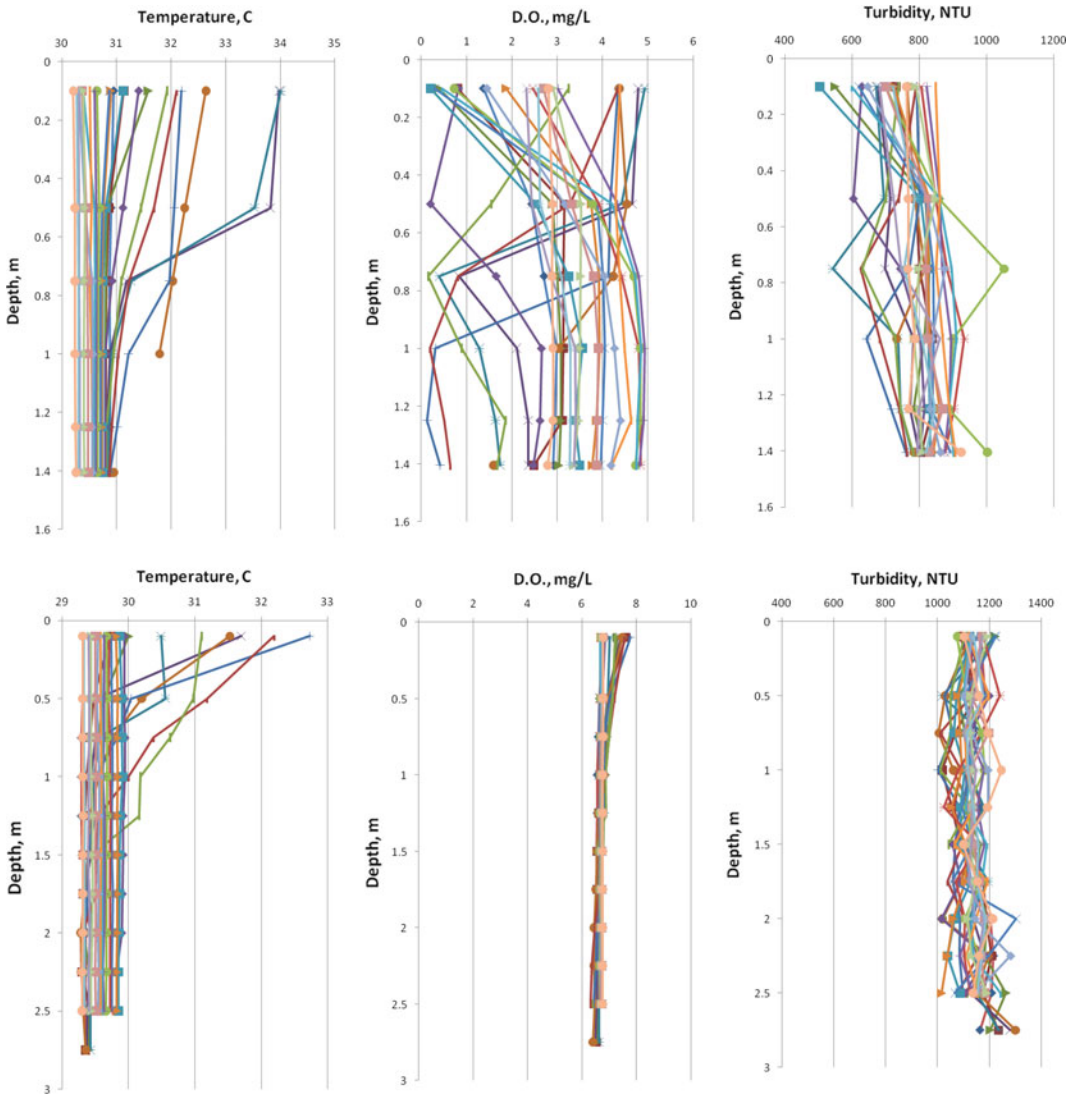 Temperature, C
30 31 32 33 34 35
0
0.2
0.4
0.6
0.8
1
1.2
1.4
1.6
Depth, m
D.O., mg/L
0 1 2 3 4 5 6
0
0.2
0.4
0.6
0.8
1
1.2
1.4
1.6
Depth, m
Turbidity, NTU
400 600 800 1000 1200
0
0.2
0.4
0.6
0.8
1
1.2
1.4
1.6
Depth, m
Temperature, C
29 30 31 32 33
0
0.5
1
1.5
2
2.5
3
Depth, m
D.O., mg/L
0 2 4 6 8 10
0
0.5
1
1.5
2
2.5
3
Depth, m
Turbidity, NTU
400 600 800 1000 1200 1400
0
0.5
1
1.5
2
2.5
3
Depth, m